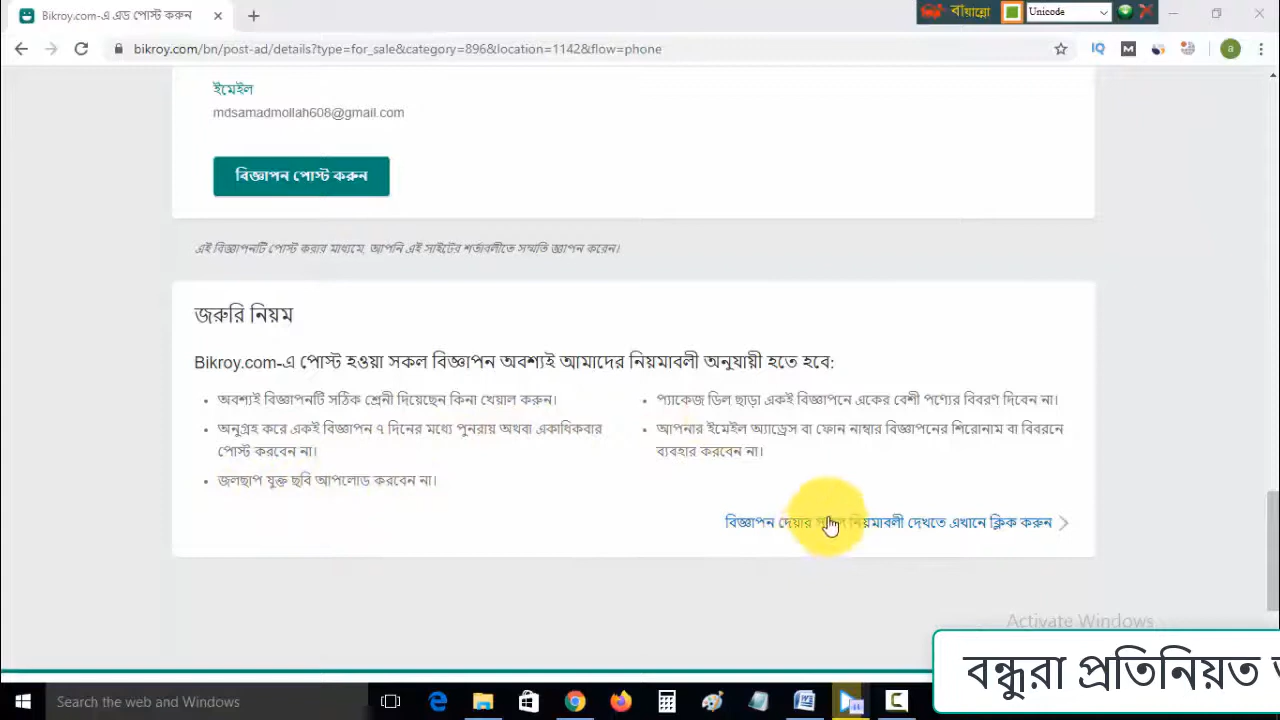 Bikroy.com-এ এড পোস্ট করুন
বায়ান্নো
Unicode
bikroy.com/bn/post-ad/details?type=for_sale&category=896&location=1142&flow=phone
IQ
M
a
ইমেইল
mdsamadmollah608@gmail.com
বিজ্ঞাপন পোস্ট করুন
এই বিজ্ঞাপনটি পোস্ট করার মাধ্যমে, আপনি এই সাইটের শর্তাবলীতে সম্মতি জ্ঞাপন করেন।
জরুরি নিয়ম
Bikroy.com-এ পোস্ট হওয়া সকল বিজ্ঞাপন অবশ্যই আমাদের নিয়মাবলী অনুযায়ী হতে হবে:
অবশ্যই বিজ্ঞাপনটি সঠিক শ্রেনী দিয়েছেন কিনা খেয়াল করুন।
অনুগ্রহ করে একই বিজ্ঞাপন ৭ দিনের মধ্যে পুনরায় অথবা একাধিকবার
পোস্ট করবেন না।
জলছাপ যুক্ত ছবি আপলোড করবেন না।
প্যাকেজ ডিল ছাড়া একই বিজ্ঞাপনে একের বেশী পণ্যের বিবরণ দিবেন না।
আপনার ইমেইল অ্যাড্রেস বা ফোন নাম্বার বিজ্ঞাপনের শিরোনাম বা বিবরনে
ব্যবহার করবেন না।
বিজ্ঞাপন দেয়ার নিয়মাবলী দেখতে এখানে ক্লিক করুন
Activate Windows
বন্ধুরা প্রতিনিয়ত
Search the web and Windows